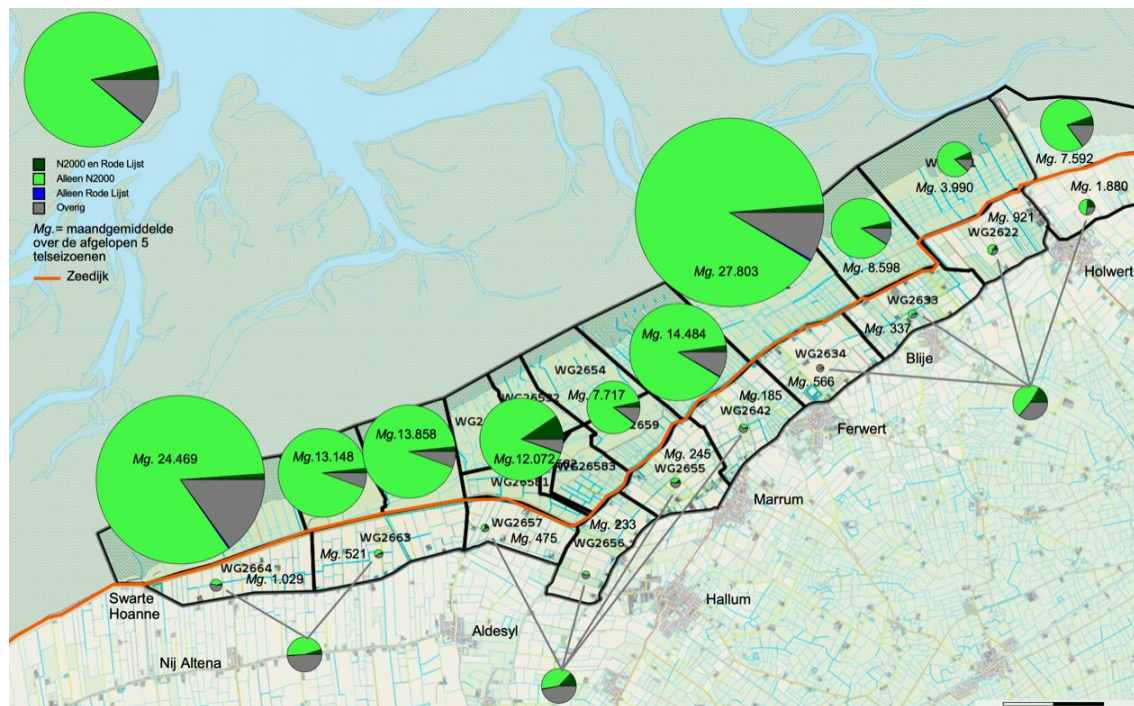 N2000 en Rode Lijst
Alleen N2000
Alleen Rode Lijst
Overig
Mg.= maandgemiddelde
over de afgelopen 5
telseizoenen
Zeedijk
Mg. 7.592
Mg. 3.990
Mg. 1.880
Mg. 921
WG2622
Holwert
Mg. 8.598
Mg. 27.803
WG2633
Mg. 337
Blije
Mg. 14.484
WG2634
Mg. 566
WG2654
Mg. 7.717
Mg.185
WG2642
Ferwert
Mg. 24.469
Mg.13.148
Mg.13.858
Mg.12.072
WG26583
WG26581
Mg. 245
WG2655
Marrum
WG2657
Mg. 475
Mg. 233
WG2656
WG2663
Mg. 521
WG2664
Mg. 1.029
Swarte
Hoanne
Hallum
Aldesyl
Nij Altena